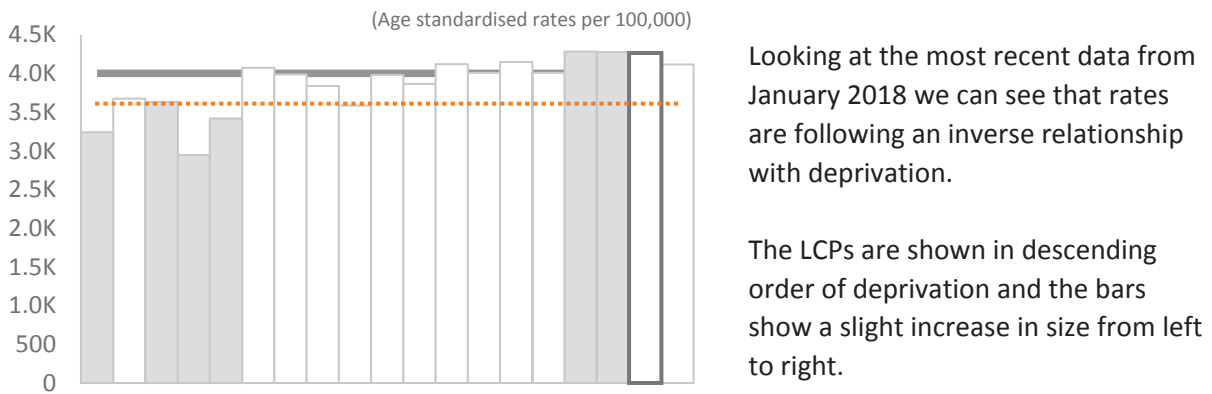 (Age standardised rates per 100,000)
4.5K
4.0K
3.5K
3.0K
2.5K
2.0K
1.5K
1.0K
500
0
Looking at the most recent data from
January 2018 we can see that rates
are following an inverse relationship
with deprivation.
The LCPs are shown in descending
order of deprivation and the bars
show a slight increase in size from left
to right.